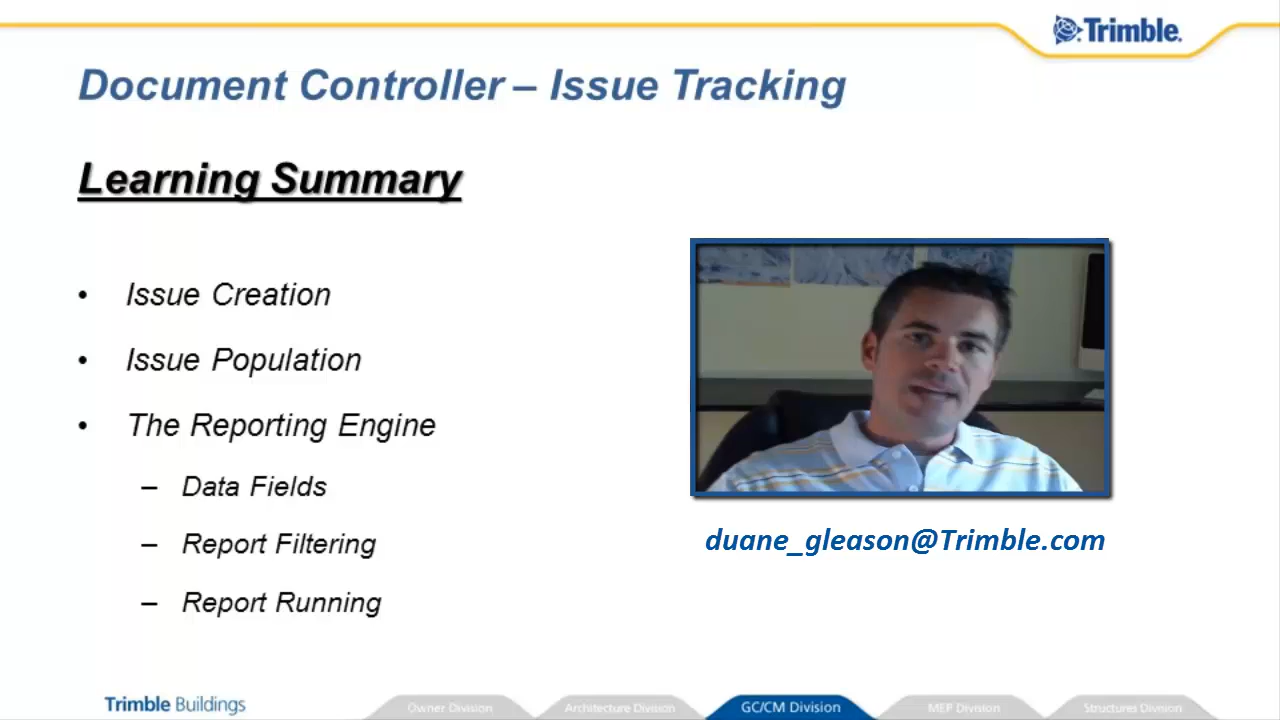 Trimble.
Document Controller – Issue Tracking
Learning Summary
• Issue Creation
• Issue Population
• The Reporting Engine
– Data Fields
– Report Filtering
– Report Running
duane_gleason@Trimble.com
Trimble Buildings
Owner Division
Architecture Division
GC/CM Division
MEP Division
Structures Division